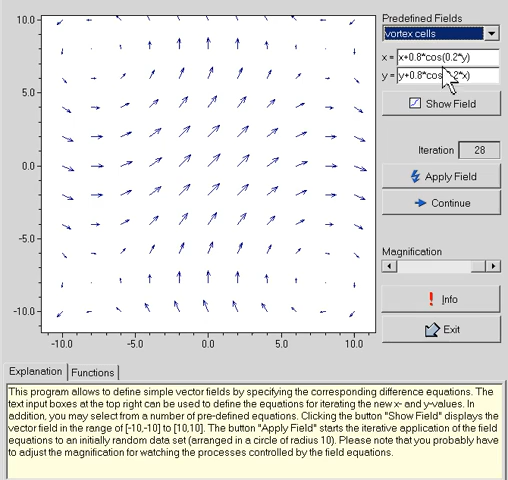 Predefined Fields
vortex cells
x = x+0.8*cos(0.2*y)
y = y+0.8*cos 2*x)
Show Field
Iteration 28
Apply Field
Continue
Magnification
Info
Exit
10.0
5.0
0.0
-5.0
-10.0
-10.0 -5.0 0.0 5.0 10.0
Explanation Functions
This program allows to define simple vector fields by specifying the corresponding difference equations. The
text input boxes at the top right can be used to define the equations for iterating the new x- and y-values. In
addition, you may select from a number of pre-defined equations. Clicking the button "Show Field" displays the
vector field in the range of [-10,-10] to [10,10]. The button "Apply Field" starts the iterative application of the field
equations to an initially random data set (arranged in a circle of radius 10). Please note that you probably have
to adjust the magnification for watching the processes controlled by the field equations.